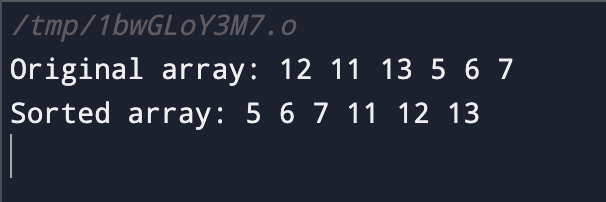 /tmp/1bwGLoY3M7.o
Original array: 12 11 13 5 6 7
Sorted array: 5 6 7 11 12 13